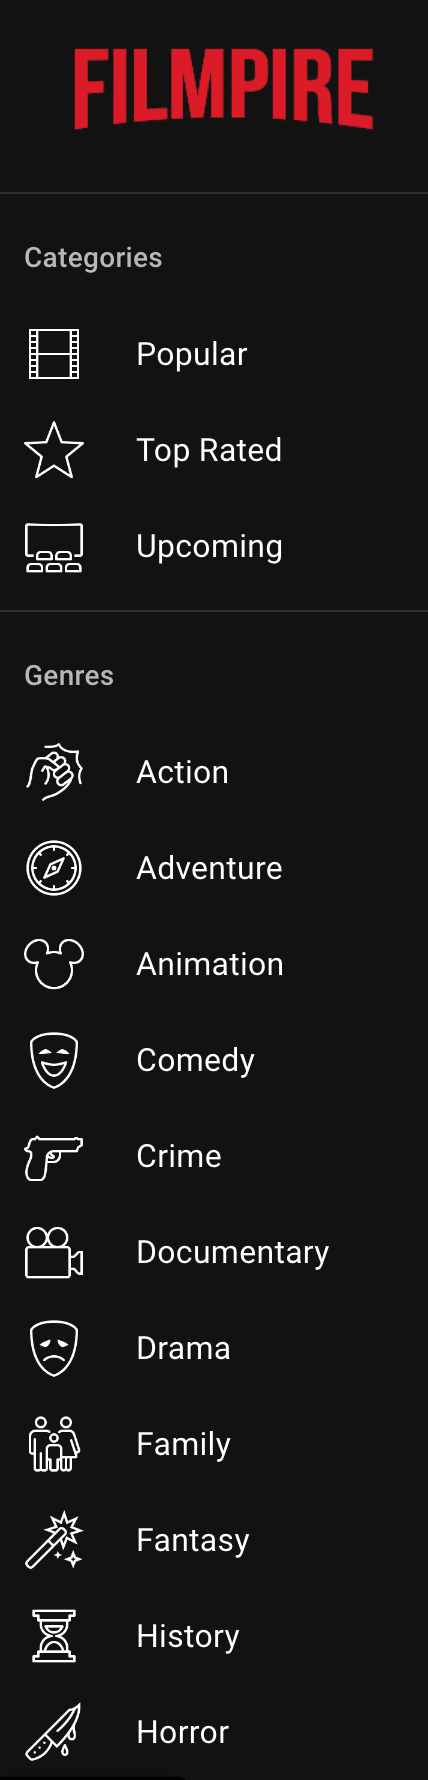 FILMPIRE
Categories
Popular
Top Rated
Upcoming
Genres
Action
Adventure
Animation
Comedy
Crime
Documentary
Drama
Family
Fantasy
History
Horror